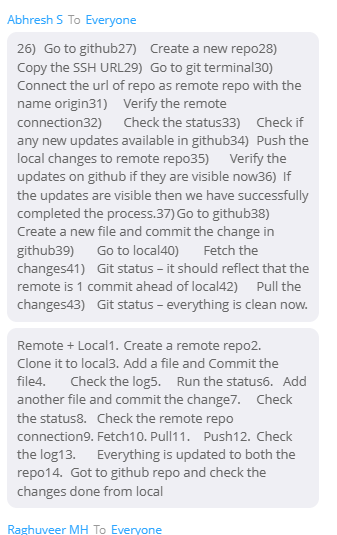 Abhresh S To Everyone
26) Go to github27) Create a new repo28)
Copy the SSH URL29) Go to git terminal30)
Connect the url of repo as remote repo with the
name origin31) Verify the remote
connection32) Check the status33) Check if
any new updates available in github34) Push the
local changes to remote repo35) Verify the
updates on github if they are visible now36) If
the updates are visible then we have successfully
completed the process.37) Go to github38)
Create a new file and commit the change in
github39) Go to local40) Fetch the
changes41) Git status – it should reflect that the
remote is 1 commit ahead of local42) Pull the
changes43) Git status – everything is clean now.
Remote + Local1. Create a remote repo2.
Clone it to local3. Add a file and Commit the
file4. Check the log5. Run the status6. Add
another file and commit the change7. Check
the status8. Check the remote repo
connection9. Fetch10. Pull11. Push12. Check
the log13. Everything is updated to both the
repo14. Got to github repo and check the
changes done from local
Raghuveer MH To Everyone